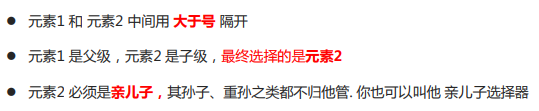 ● 元素1 和 元素2 中间用 大于号 隔开
● 元素1 是父级，元素2 是子级，最终选择的是元素2
● 元素2 必须是亲儿子，其孙子、重孙之类都不归他管. 你也可以叫他 亲儿子选择器